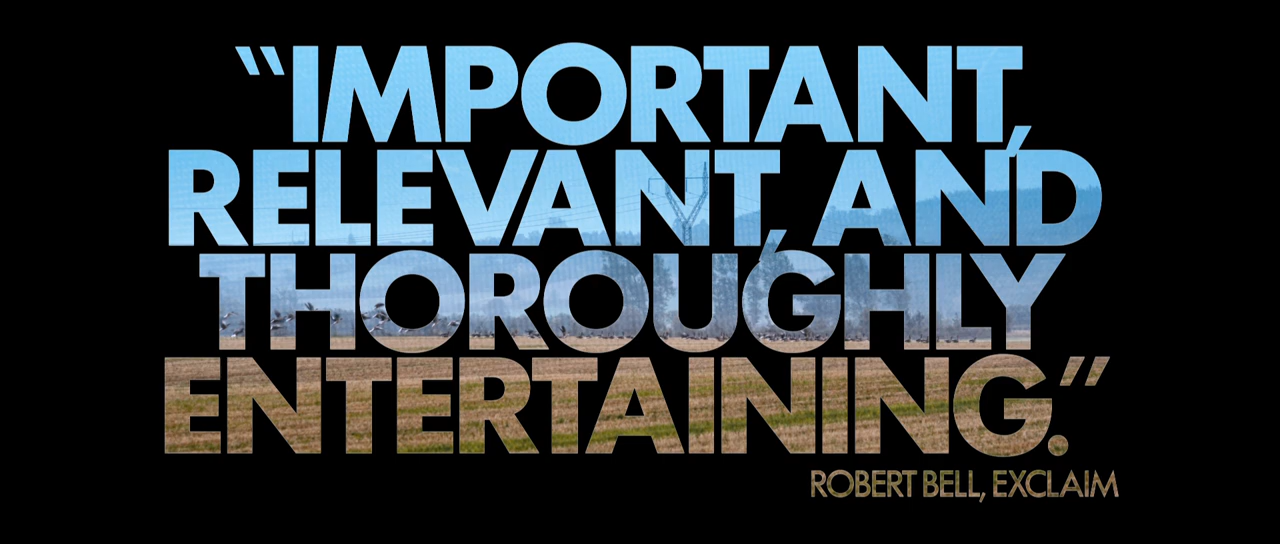 “IMPORTANT,
RELEVANT, AND
THOROUGHLY
ENTERTAINING.”
ROBERT BELL, EXCLAIM